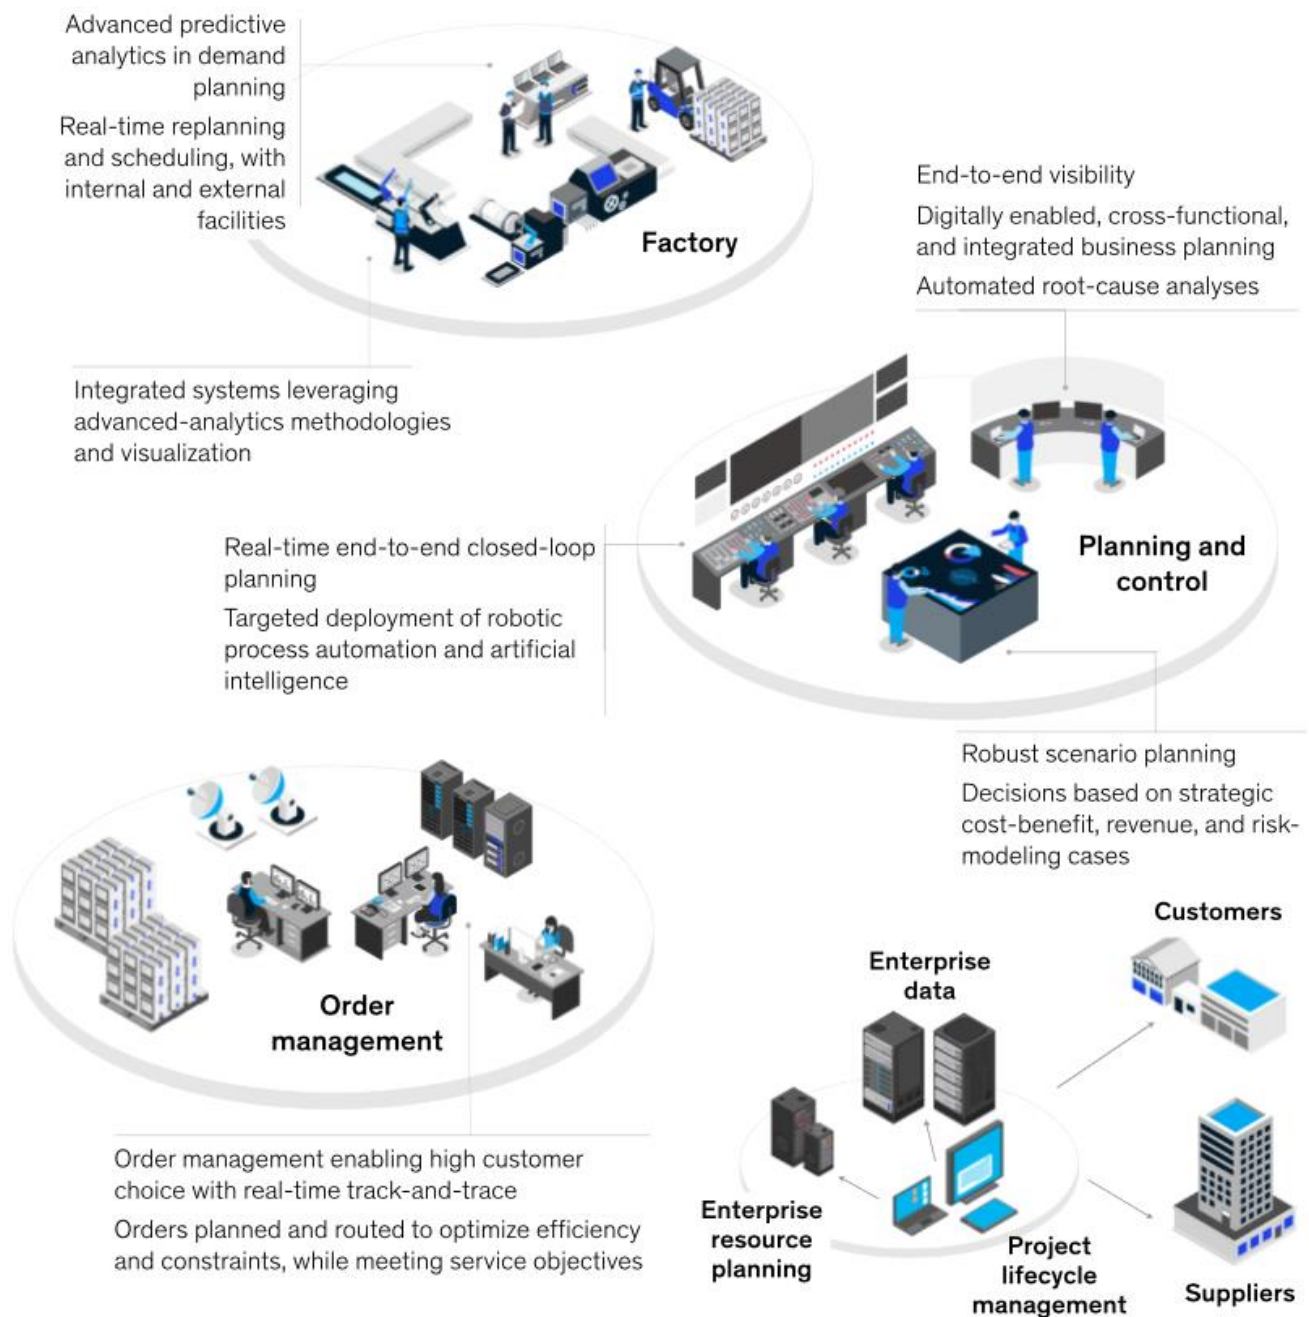 Advanced predictive
analytics in demand
planning
Real-time replanning
and scheduling, with
internal and external
facilities
Factory
Integrated systems leveraging
advanced-analytics methodologies
and visualization
End-to-end visibility
Digitally enabled, cross-functional,
and integrated business planning
Automated root-cause analyses
Real-time end-to-end closed-loop
planning
Targeted deployment of robotic
process automation and artificial
intelligence
Planning and
control
Robust scenario planning
Decisions based on strategic
cost-benefit, revenue, and risk-
modeling cases
Order
management
Order management enabling high customer
choice with real-time track-and-trace
Orders planned and routed to optimize efficiency
and constraints, while meeting service objectives
Customers
Enterprise
data
Enterprise
resource
planning
Project
lifecycle
management
Suppliers